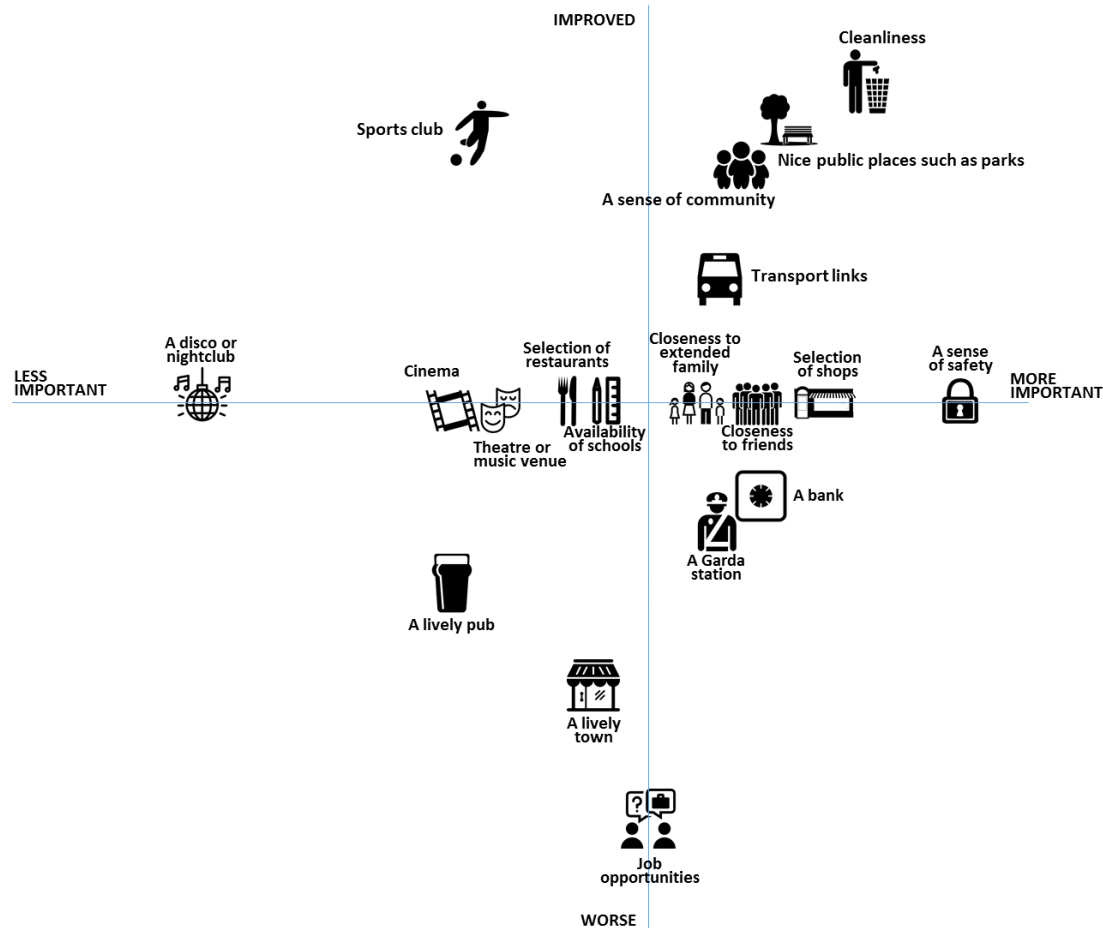 IMPROVED
Cleanliness
Sports club
Nice public places such as parks
A sense of community
Transport links
A disco or
nightclub
Selection of
restaurants
Closeness to
extended
family
Selection
of shops
A sense
of safety
Cinema
LESS
IMPORTANT
MORE
IMPORTANT
Theatre or
music venue
Availability
of schools
Closeness
to friends
A bank
A Garda
station
A lively pub
A lively
town
?
Job
opportunities
WORSE